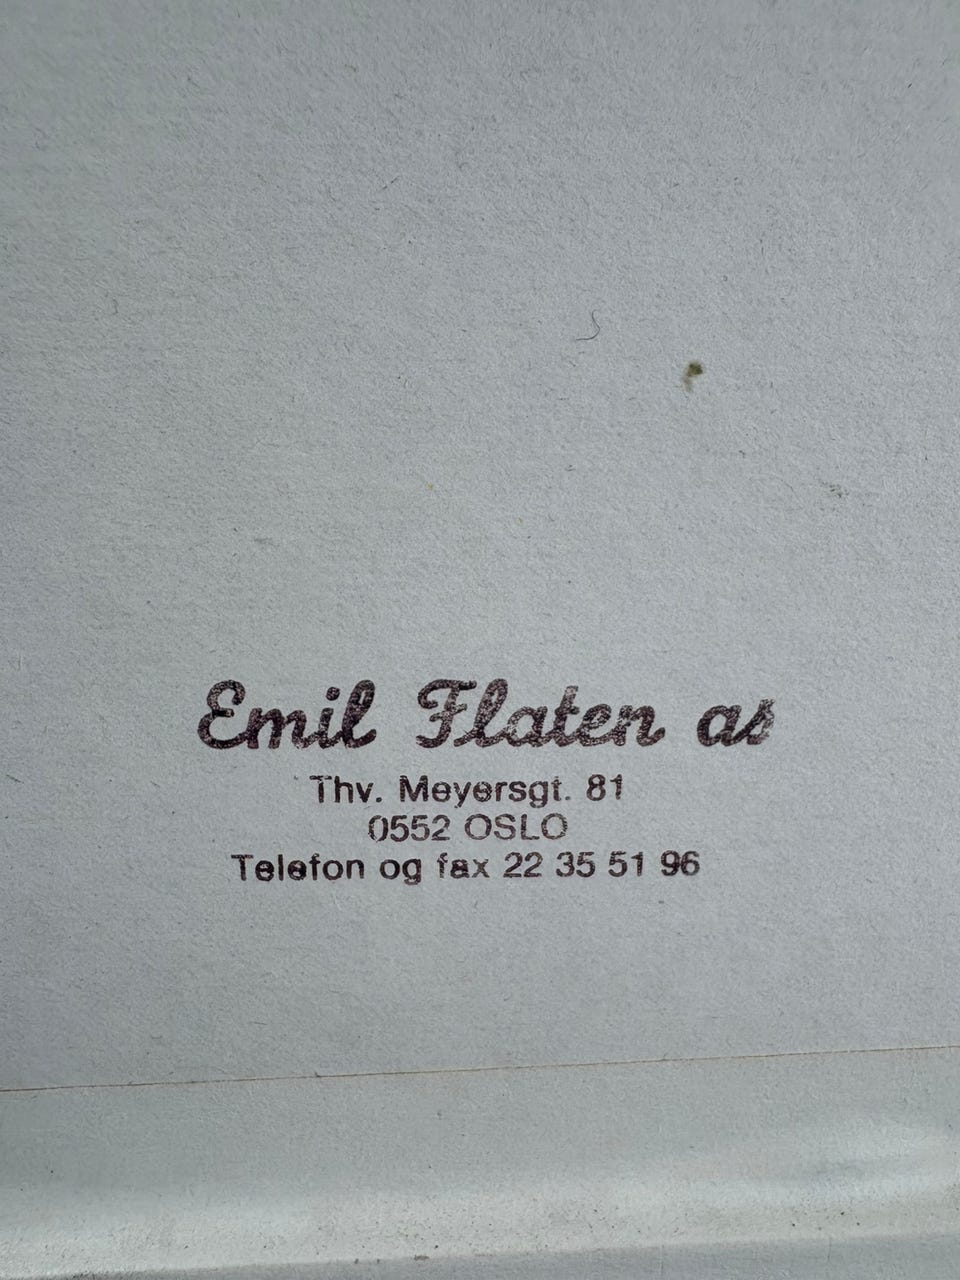 Emil Flaten as
Thv. Meyersgt. 81
0552 OSLO
Telefon og fax 22 35 51 96